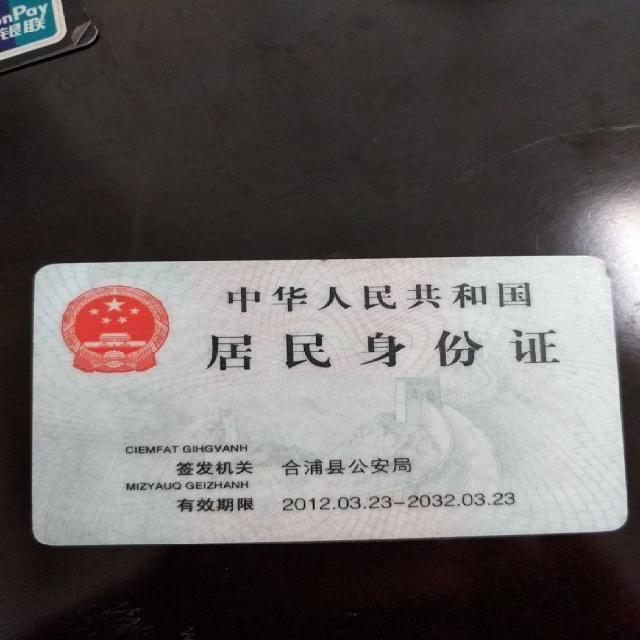 onPay
银联
中华人民共和国
居民身份证
CIEMFAT GIHGVANH
签发机关 合浦县公安局
MIZYAUQ GEIZHANH
有效期限 2012.03.23-2032.03.23